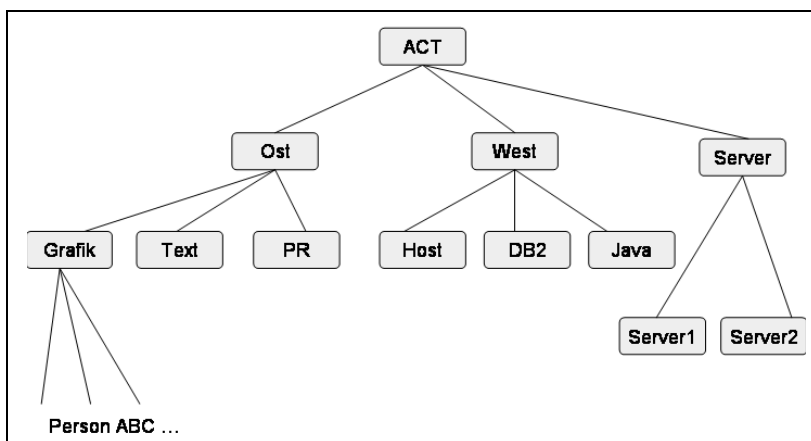 ACT
Ost
West
Server
Grafik
Text
PR
Host
DB2
Java
Server1
Server2
Person ABC ...